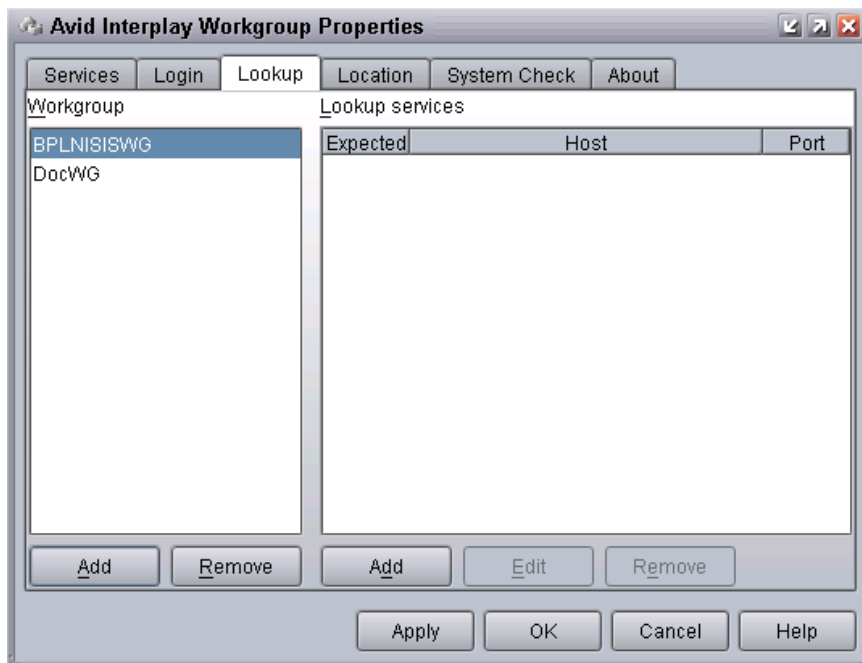 Avid Interplay Workgroup Properties
Services Login Lookup Location System Check About
Workgroup Lookup services
BPLNISISWG Expected Host Port
DocWG
Add Remove Add Edit Remove
Apply OK Cancel Help